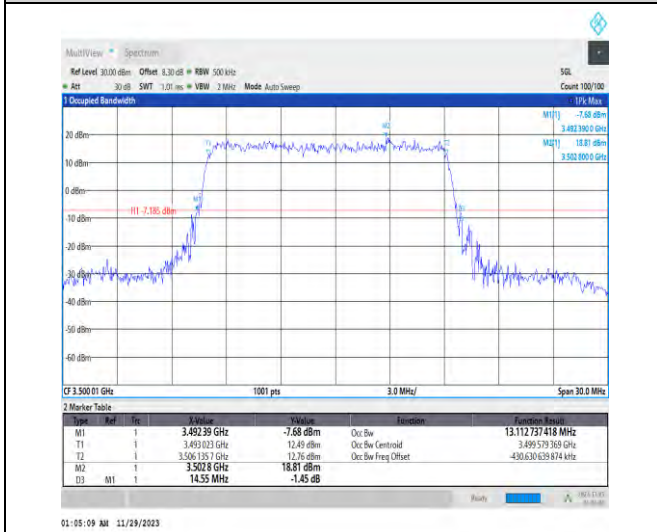 MultiView Spectrum
Ref Level 30.00 dBm Offset 8.30 dB RBW 500 kHz SGL
Att 30 dB SWT 1.01 ms VBW 2 MHz Mode Auto Sweep Count 100/100
1 Occupied Bandwidth 1Pk Max
M1[1] -7.68 dBm
3.492 390 0 GHz
M2[1] 18.81 dBm
3.502 800 0 GHz
M2
20 dBm
T1 T2
10 dBm
0 dBm
M1
H1 -7.185 dBm
-10 dBm
-30 dBm
-40 dBm
-50 dBm
-60 dBm
CF 3.500 01 GHz 1001 pts 3.0 MHz/ Span 30.0 MHz
2 Marker Table
Type Ref Trc X-Value Y-Value Function Function Result
M1 1 3.492 39 GHz -7.68 dBm Occ Bw 13.112 737 418 MHz
T1 1 3.493 023 GHz 12.49 dBm Occ Bw Centroid 3.499 579 369 GHz
T2 1 3.506 135 7 GHz 12.76 dBm Occ Bw Freq Offset -430.630 639 874 kHz
M2 1 3.502 8 GHz 18.81 dBm
D3 M1 1 14.55 MHz -1.45 dB
Ready
01:05:09 AM 11/29/2023